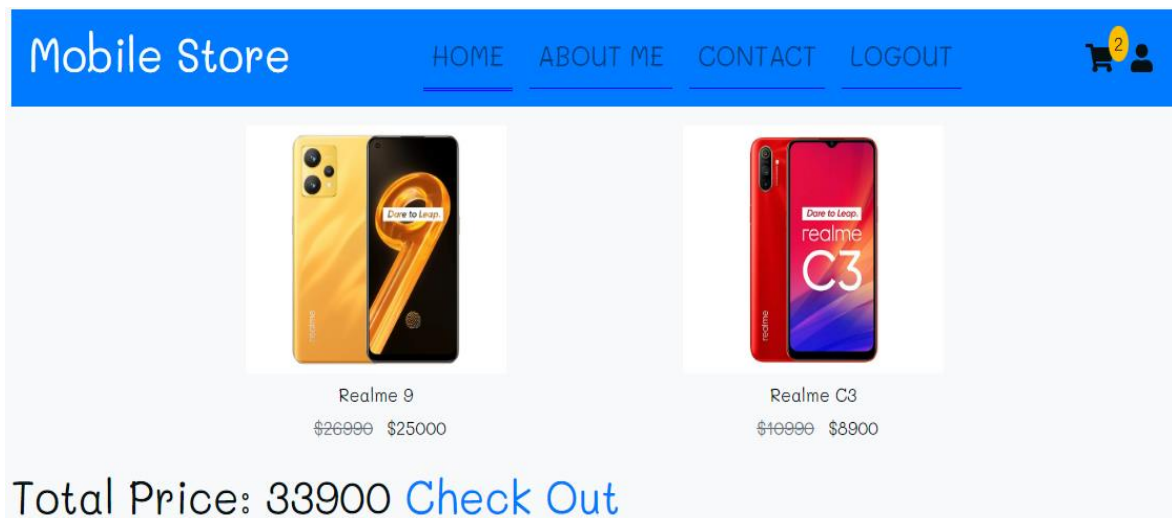 Mobile Store HOME ABOUT ME CONTACT LOGOUT 2
Dare to Leap.
realme
Dare to Leap.
realme
C3
realme
Realme 9 Realme C3
$26990 $25000 $10990 $8900
Total Price: 33900 Check Out